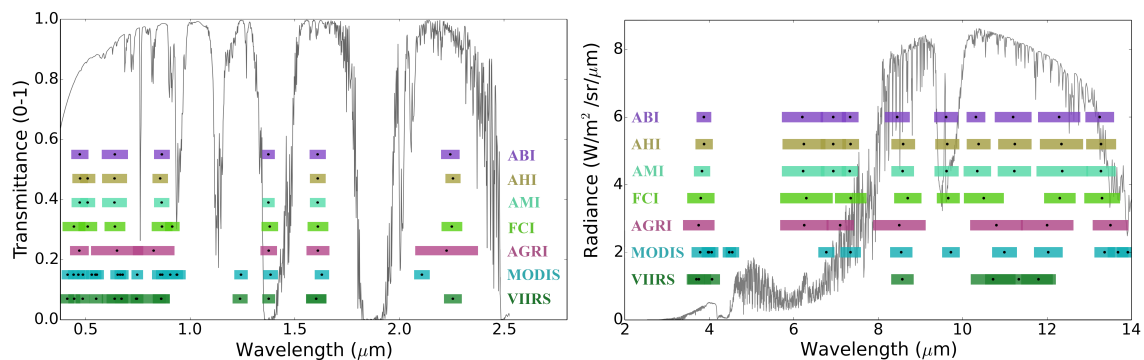 Transmittance (0-1)
1.0
0.8
0.6
0.4
0.2
0.0
ABI
AHI
AMI
FCI
AGRI
MODIS
VIIRS
0.5
1.0
1.5
2.0
2.5
Wavelength (μm)
Radiance (W/m² /sr/μm)
8
6
4
2
0
ABI
AHI
AMI
FCI
AGRI
MODIS
VIIRS
2
4
6
8
10
12
14
Wavelength (μm)